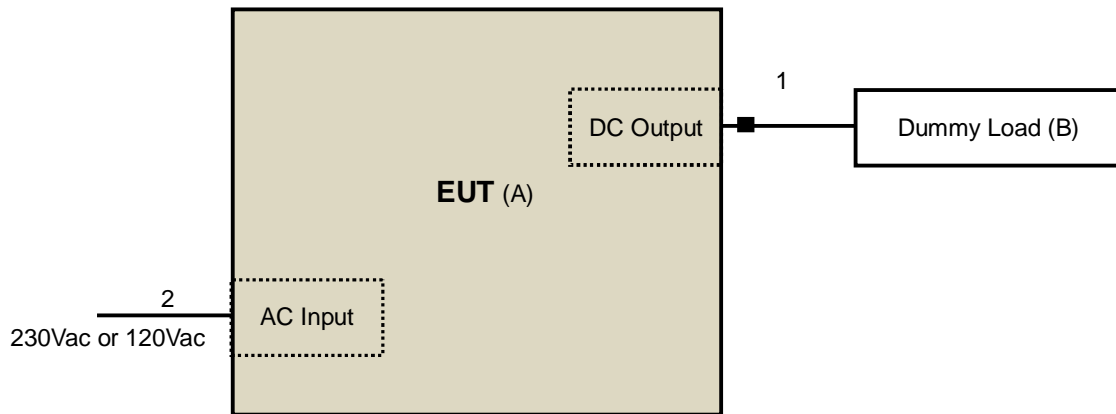 1
DC Output
Dummy Load (B)
EUT (A)
2
AC Input
230Vac or 120Vac